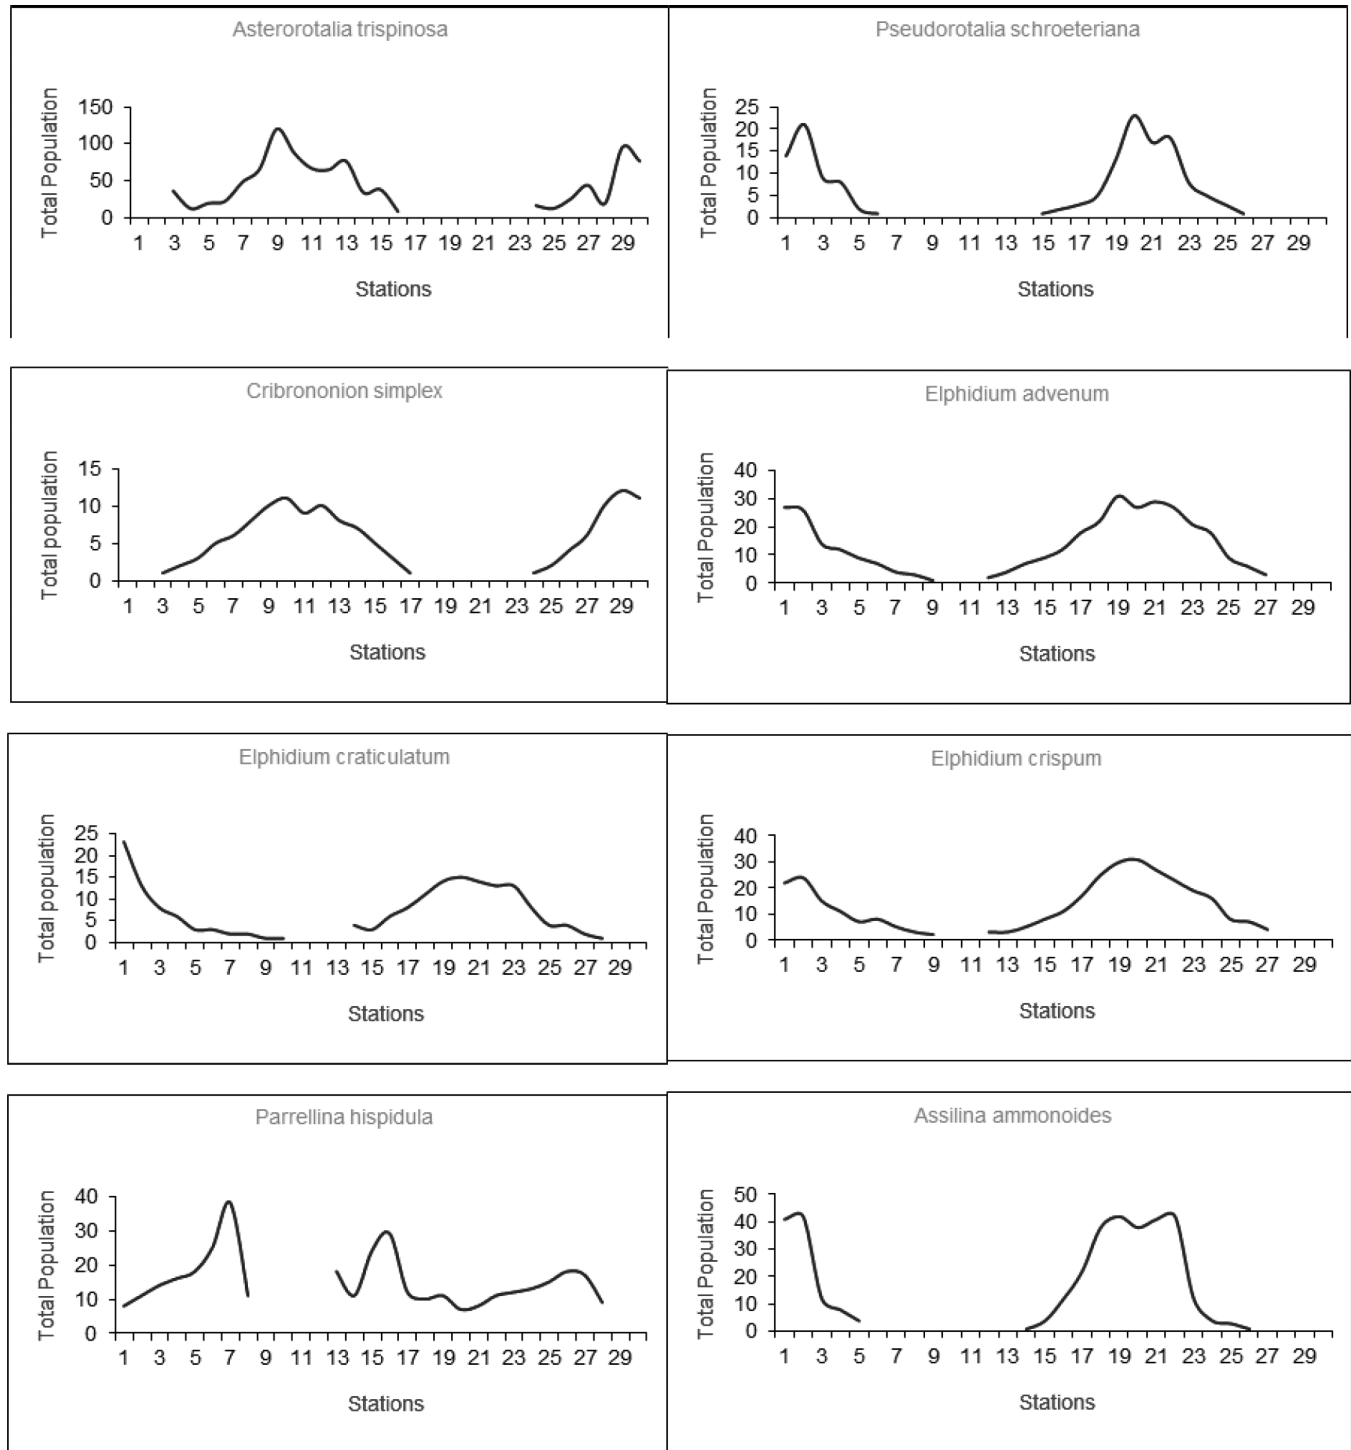 Asterorotalia trispinosa
Total Population
150
100
50
0
1 3 5 7 9 11 13 15 17 19 21 23 25 27 29
Stations
Pseudorotalia schroeteriana
Total Population
25
20
15
10
5
0
1 3 5 7 9 11 13 15 17 19 21 23 25 27 29
Stations
Cribrononion simplex
Total population
15
10
5
0
1 3 5 7 9 11 13 15 17 19 21 23 25 27 29
Stations
Elphidium advenum
Total Population
40
30
20
10
0
1 3 5 7 9 11 13 15 17 19 21 23 25 27 29
Stations
Elphidium craticulatum
Total population
25
20
15
10
5
0
1 3 5 7 9 11 13 15 17 19 21 23 25 27 29
Stations
Elphidium crispum
Total Population
40
30
20
10
0
1 3 5 7 9 11 13 15 17 19 21 23 25 27 29
Stations
Parrellina hispidula
Total Population
40
30
20
10
0
1 3 5 7 9 11 13 15 17 19 21 23 25 27 29
Stations
Assilina ammonoides
Total Population
50
40
30
20
10
0
1 3 5 7 9 11 13 15 17 19 21 23 25 27 29
Stations